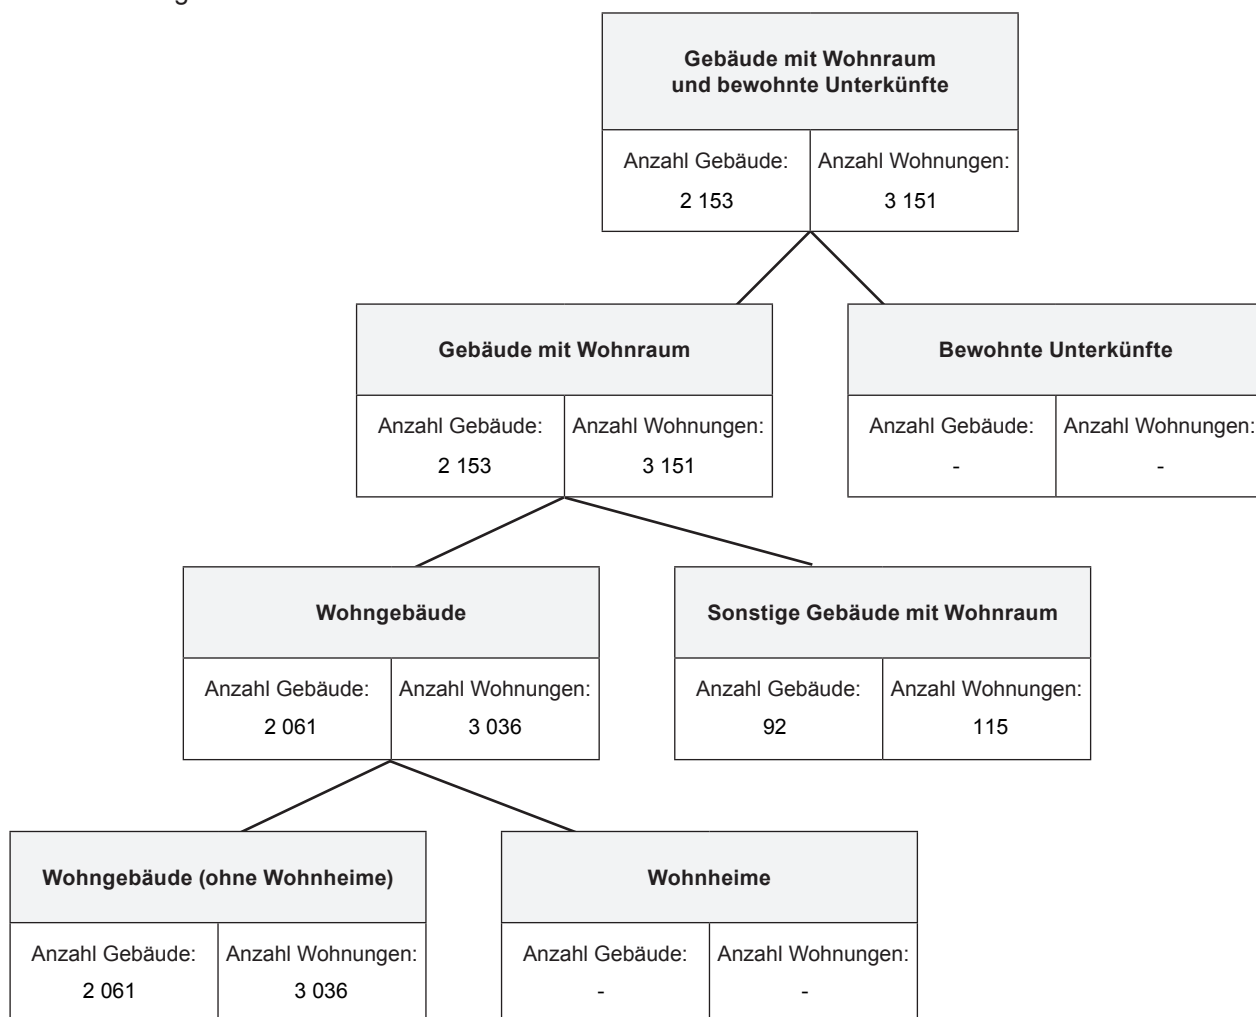 Gebäude mit Wohnraum
und bewohnte Unterkünfte
Anzahl Gebäude: Anzahl Wohnungen:
2 153 3 151
Gebäude mit Wohnraum Bewohnte Unterkünfte
Anzahl Gebäude: Anzahl Wohnungen: Anzahl Gebäude: Anzahl Wohnungen:
2 153 3 151 - -
Wohngebäude Sonstige Gebäude mit Wohnraum
Anzahl Gebäude: Anzahl Wohnungen: Anzahl Gebäude: Anzahl Wohnungen:
2 061 3 036 92 115
Wohngebäude (ohne Wohnheime) Wohnheime
Anzahl Gebäude: Anzahl Wohnungen: Anzahl Gebäude: Anzahl Wohnungen:
2 061 3 036 - -